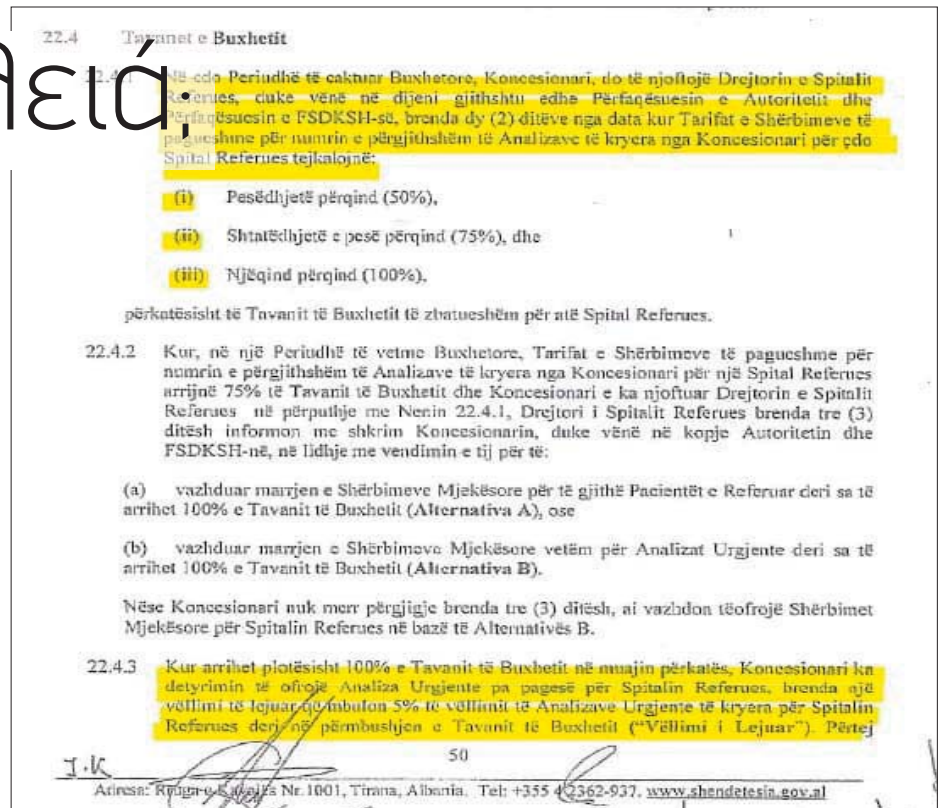 22.4 Tavanet e Buxhetit
λειά;
22.4.1 Në çdo Periudhë të caktuar Buxhetore, Koncesionari, do të njoftojë Drejtorin e Spitalit
Referues, duke vënë në dijeni gjithshtu edhe Përfaqësuesin e Autoritetit dhe
Përfaqësuesin e FSDKSH-së, brenda dy (2) ditëve nga data kur Tarifat e Shërbimeve të
pagueshme për numrin e përgjithshëm të Analizave të kryera nga Koncesionari për çdo
Spital Referues tejkalojnë:
(i) Pesëdhjetë përqind (50%),
(ii) Shtatëdhjetë e pesë përqind (75%), dhe
(iii) Njëqind përqind (100%),
përkatësisht të Tavanit të Buxhetit të zbatueshëm për atë Spital Referues.
22.4.2 Kur, në një Periudhë të vetme Buxhetore, Tarifat e Shërbimeve të pagueshme për
numrin e përgjithshëm të Analizave të kryera nga Koncesionari për një Spital Referues
arrijnë 75% të Tavanit të Buxhetit dhe Koncesionari e ka njoftuar Drejtorin e Spitalit
Referues në përputhje me Nenin 22.4.1, Drejtori i Spitalit Referues brenda tre (3)
ditësh informon me shkrim Koncesionarin, duke vënë në kopje Autoritetin dhe
FSDKSH-në, në lidhje me vendimin e tij për të:
(a) vazhduar marrjen e Shërbimeve Mjekësore për të gjithë Pacientët e Referuar deri sa të
arrihet 100% e Tavanit të Buxhetit (Alternativa A), ose
(b) vazhduar marrjen e Shërbimeve Mjekësore vetëm për Analizat Urgjente deri sa të
arrihet 100% e Tavanit të Buxhetit (Alternativa B).
Nëse Koncesionari nuk merr përgjigje brenda tre (3) ditësh, ai vazhdon tëofrojë Shërbimet
Mjekësore për Spitalin Referues në bazë të Alternativës B.
22.4.3 Kur arrihet plotësisht 100% e Tavanit të Buxhetit në muajin përkatës, Koncesionari ka
detyrimin të ofrojë Analiza Urgjente pa pagesë për Spitalin Referues, brenda një
vëllimi të lejuar që mbulon 5% të vëllimit të Analizave Urgjente të kryera për Spitalin
Referues deri në përmbushjen e Tavanit të Buxhetit ("Vëllimi i Lejuar"). Përtej
50
I.K
Adresa: Rruga e Kavajës Nr.1001, Tirana, Albania. Tel: +355 4 2362-937, www.shendetesia.gov.al